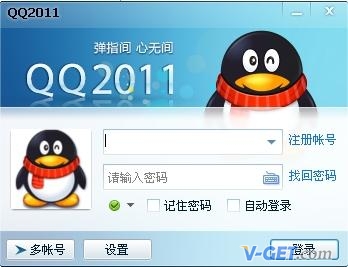 QQ2011
弹指间 心无间
QQ2011
注册帐号
请输入密码
找回密码
记住密码
自动登录
多帐号
设置
登录
V-GET.com